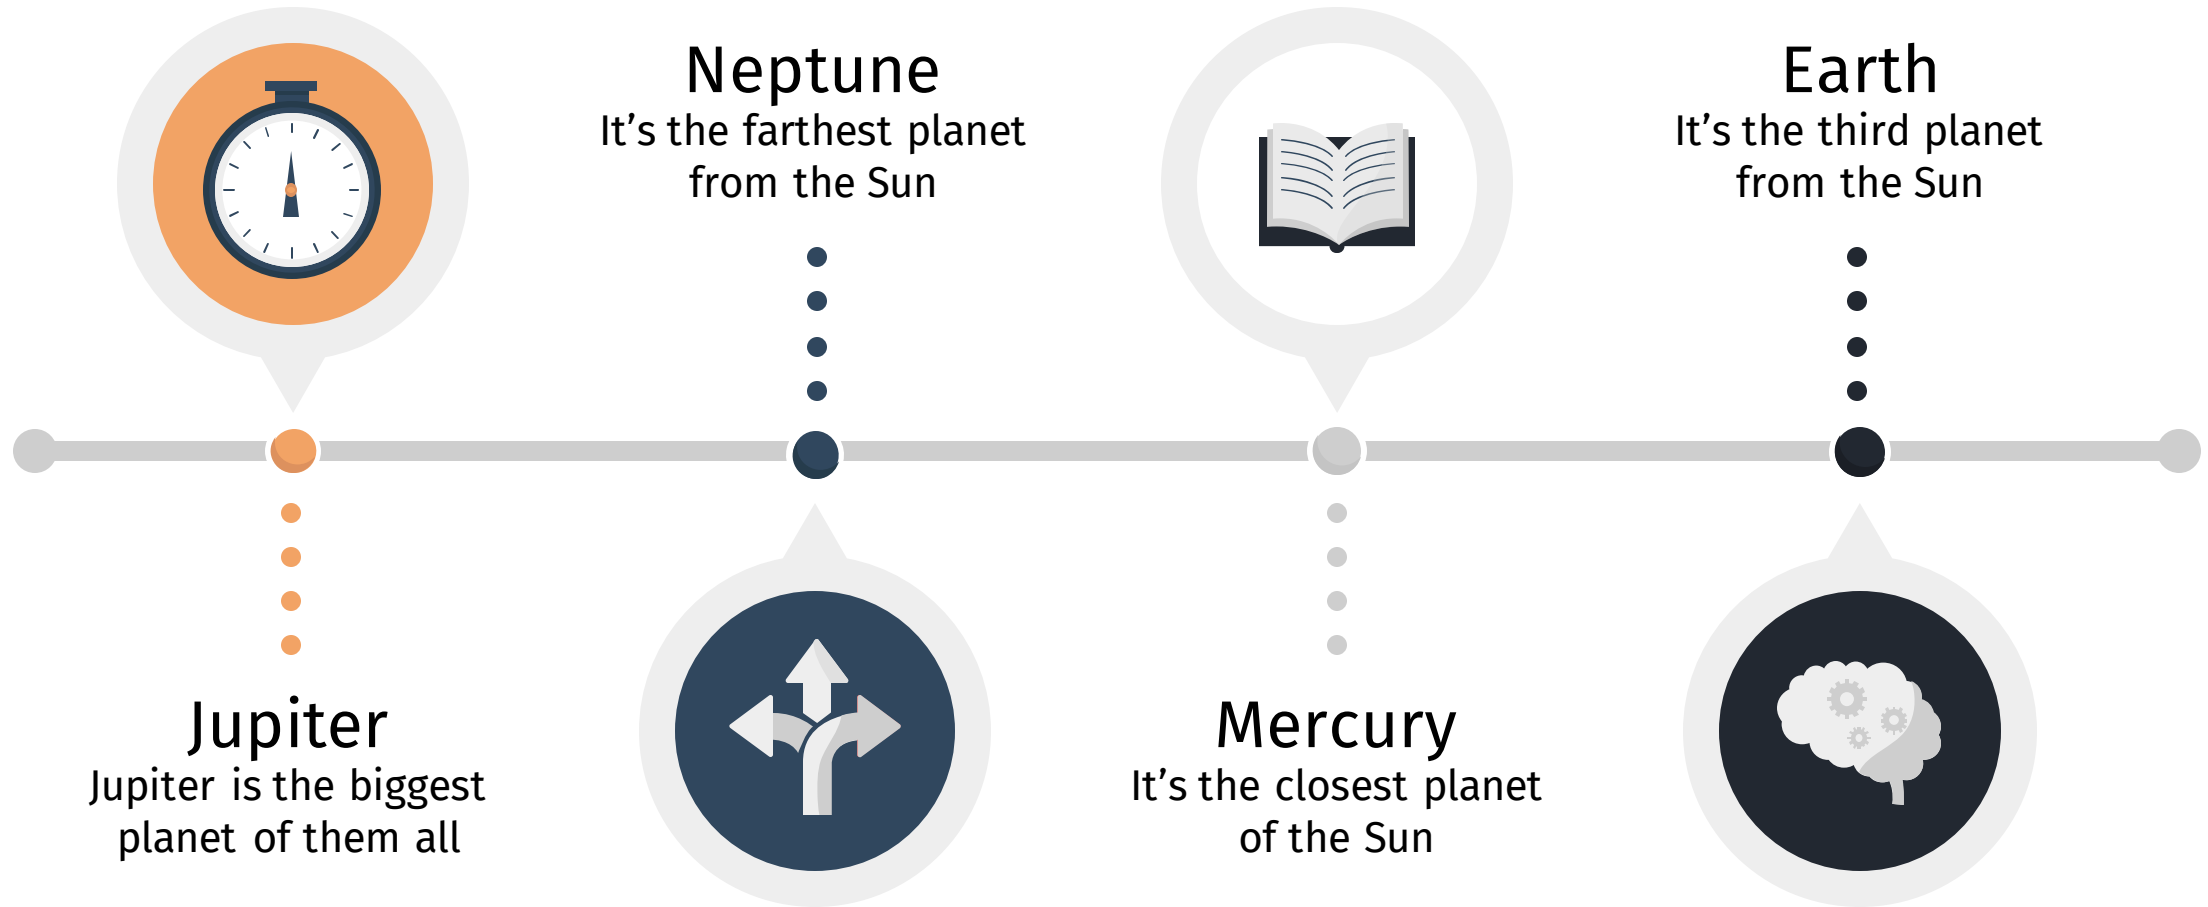 Jupiter
Jupiter is the biggest
planet of them all
Neptune
It’s the farthest planet
from the Sun
Mercury
It’s the closest planet
of the Sun
Earth
It’s the third planet
from the Sun